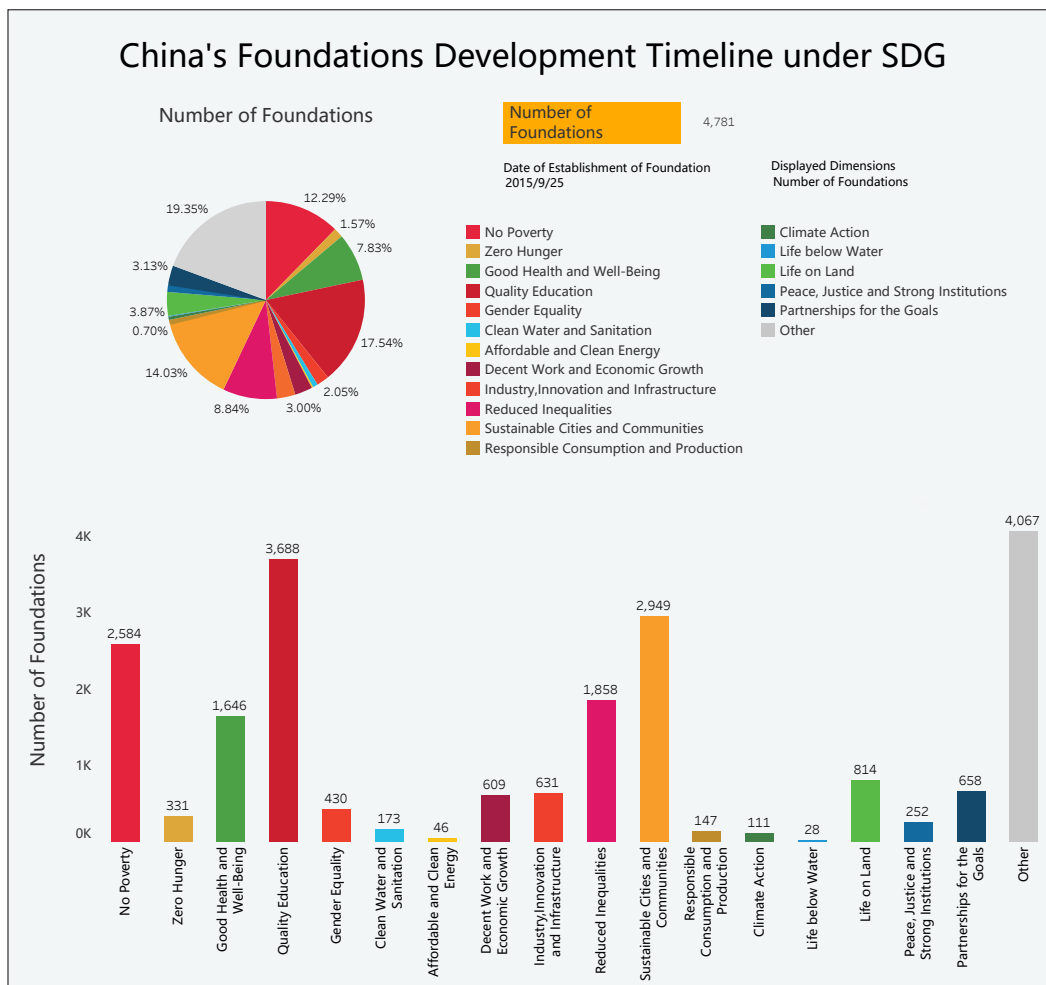 China's Foundations Development Timeline under SDG
Number of Foundations
Number of
Foundations
4,781
Date of Establishment of Foundation
2015/9/25
Displayed Dimensions
Number of Foundations
12.29%
1.57%
7.83%
17.54%
2.05%
3.00%
8.84%
14.03%
0.70%
3.87%
3.13%
19.35%
No Poverty
Zero Hunger
Good Health and Well-Being
Quality Education
Gender Equality
Clean Water and Sanitation
Affordable and Clean Energy
Decent Work and Economic Growth
Industry,Innovation and Infrastructure
Reduced Inequalities
Sustainable Cities and Communities
Responsible Consumption and Production
Climate Action
Life below Water
Life on Land
Peace, Justice and Strong Institutions
Partnerships for the Goals
Other
Number of Foundations
4K
3K
2K
1K
0K
2,584
331
1,646
3,688
430
173
46
609
631
1,858
2,949
147
111
28
814
252
658
4,067
No Poverty
Zero Hunger
Good Health and
Well-Being
Quality Education
Gender Equality
Clean Water and
Sanitation
Affordable and Clean
Energy
Decent Work and
Economic Growth
Industry,Innovation
and Infrastructure
Reduced Inequalities
Sustainable Cities and
Communities
Responsible
Consumption and
Production
Climate Action
Life below Water
Life on Land
Peace, Justice and
Strong Institutions
Partnerships for the
Goals
Other